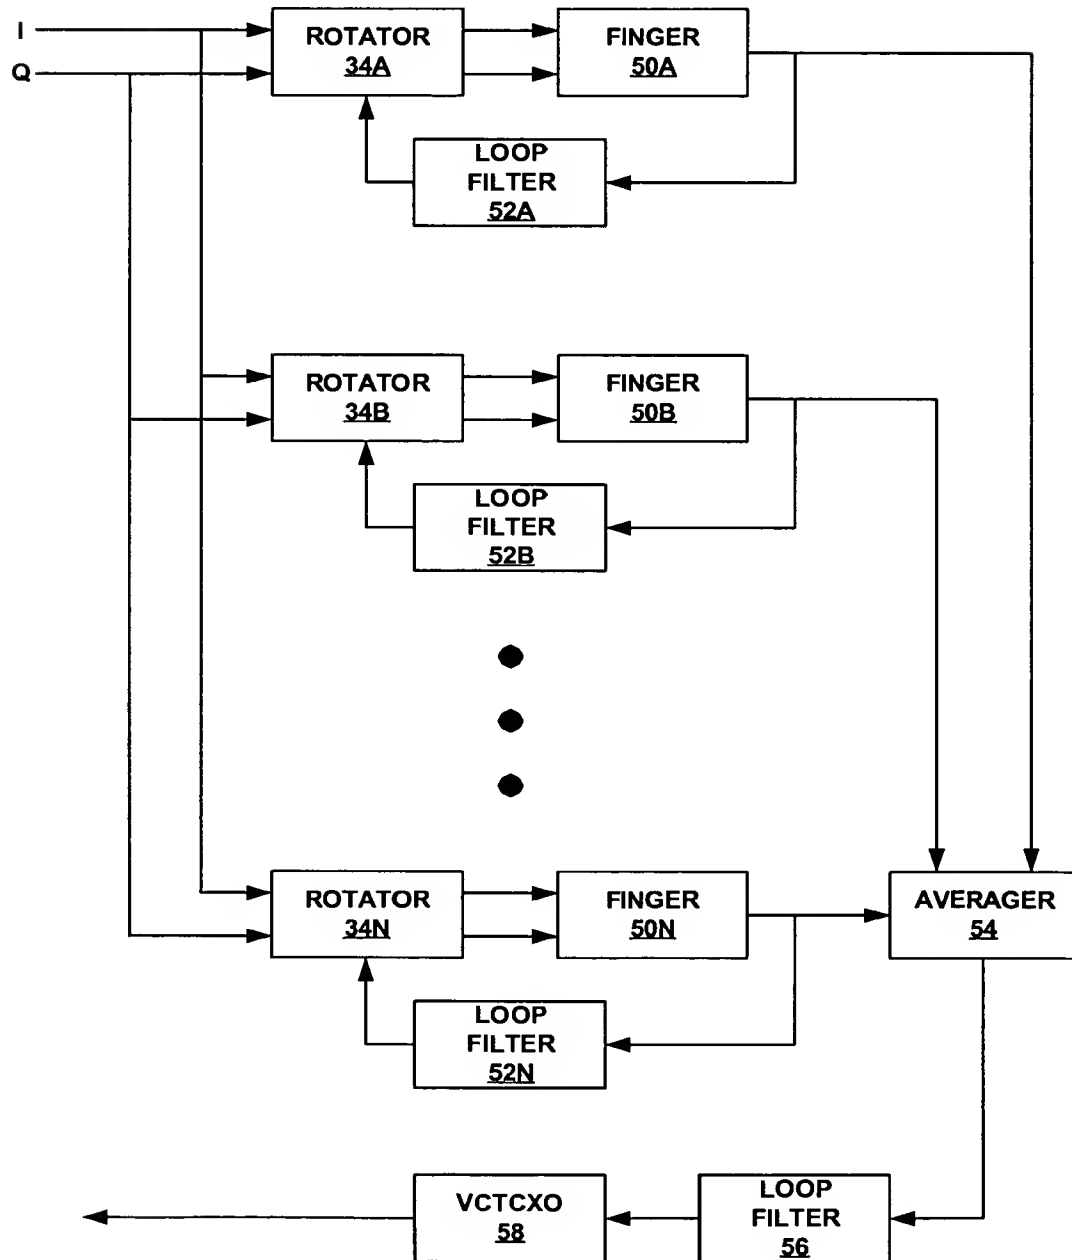 I
Q
ROTATOR
34A
FINGER
50A
LOOP
FILTER
52A
ROTATOR
34B
FINGER
50B
LOOP
FILTER
52B
ROTATOR
34N
FINGER
50N
AVERAGER
54
LOOP
FILTER
52N
VCTCXO
58
LOOP
FILTER
56